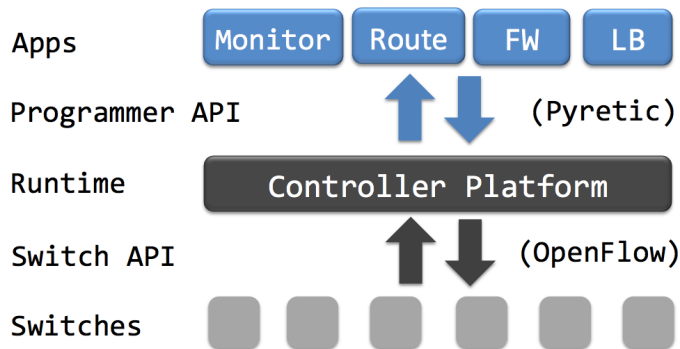 Apps Monitor Route FW LB
Programmer API (Pyretic)
Runtime Controller Platform
Switch API (OpenFlow)
Switches